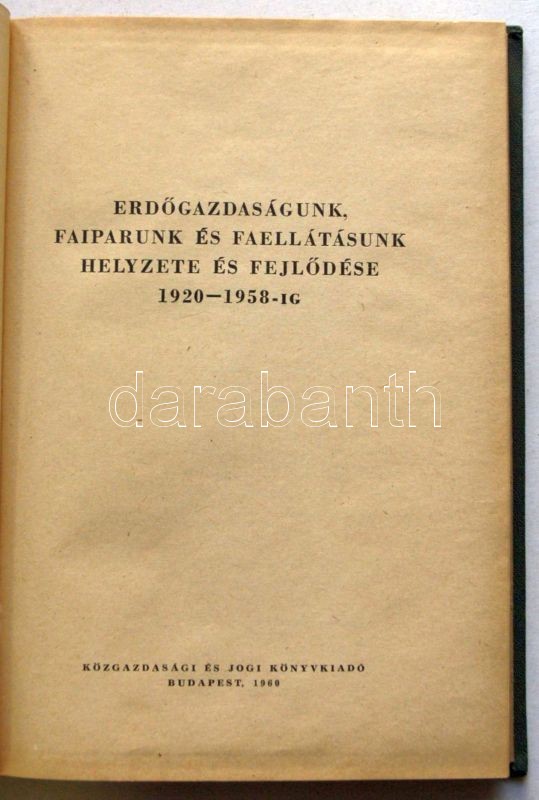 ERDŐGAZDASÁGUNK,
FAIPARUNK ÉS FAELLÁTÁSUNK
HELYZETE ÉS FEJLŐDÉSE
1920—1958-IG
darabanth
KÖZGAZDASÁGI ÉS JOGI KÖNYVKIADÓ
BUDAPEST, 1960